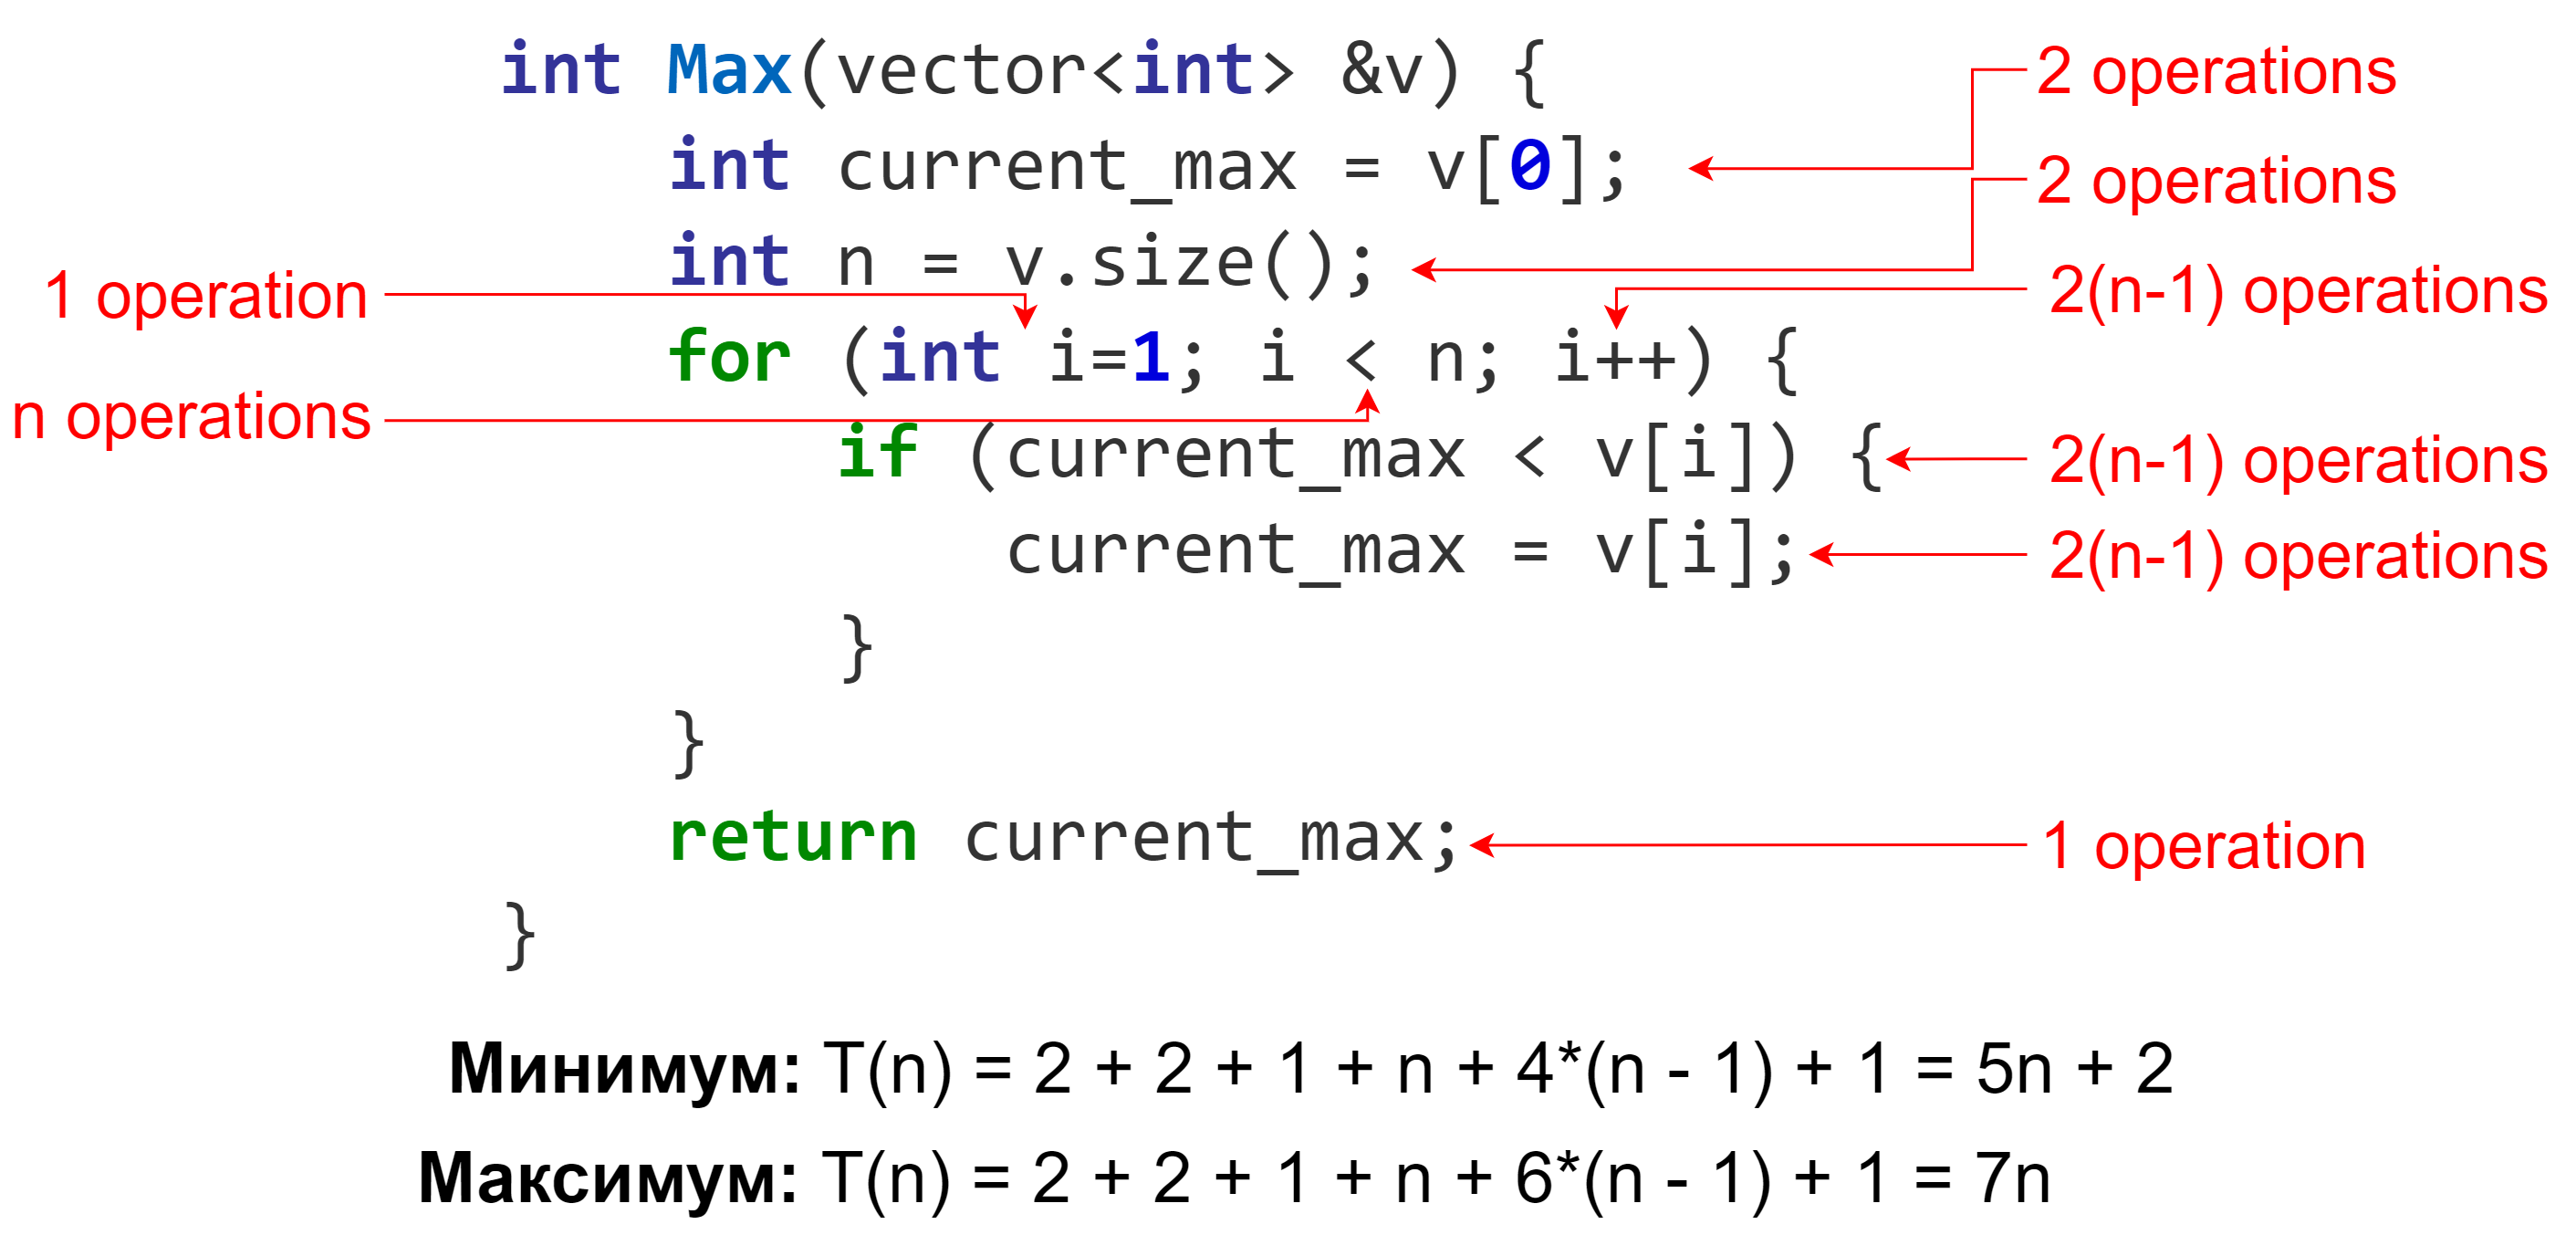 int Max(vector<int> &v) {
2 operations
int current_max = v[0];
2 operations
int n = v.size();
1 operation
2(n-1) operations
for (int i=1; i < n; i++) {
n operations
if (current_max < v[i]) {
2(n-1) operations
current_max = v[i];
2(n-1) operations
}
}
return current_max;
1 operation
}
Минимум: T(n) = 2 + 2 + 1 + n + 4*(n - 1) + 1 = 5n + 2
Максимум: T(n) = 2 + 2 + 1 + n + 6*(n - 1) + 1 = 7n